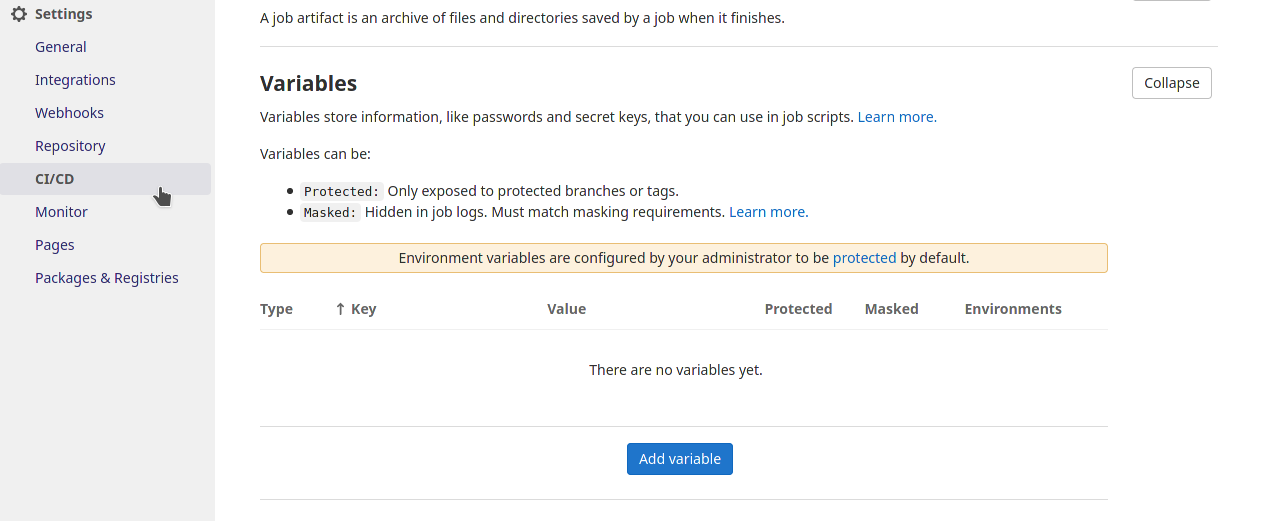 Settings
General
Integrations
Webhooks
Repository
CI/CD
Monitor
Pages
Packages & Registries
A job artifact is an archive of files and directories saved by a job when it finishes.
Variables
Collapse
Variables store information, like passwords and secret keys, that you can use in job scripts. Learn more.
Variables can be:
Protected: Only exposed to protected branches or tags.
Masked: Hidden in job logs. Must match masking requirements. Learn more.
Environment variables are configured by your administrator to be protected by default.
Type ↑ Key Value Protected Masked Environments
There are no variables yet.
Add variable